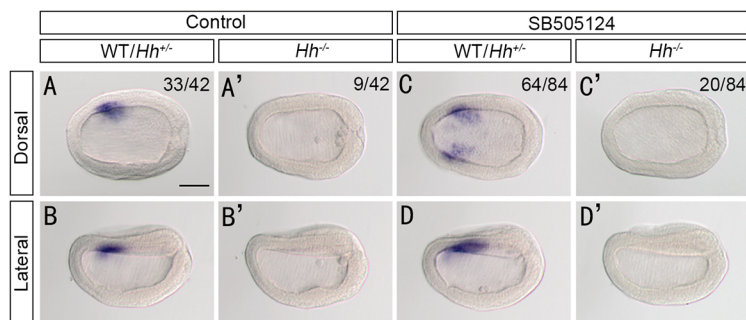 Control SB505124
WT/Hh+/- Hh-/- WT/Hh+/- Hh-/-
Dorsal
A 33/42 A' 9/42 C 64/84 C' 20/84
Lateral
B B' D D'